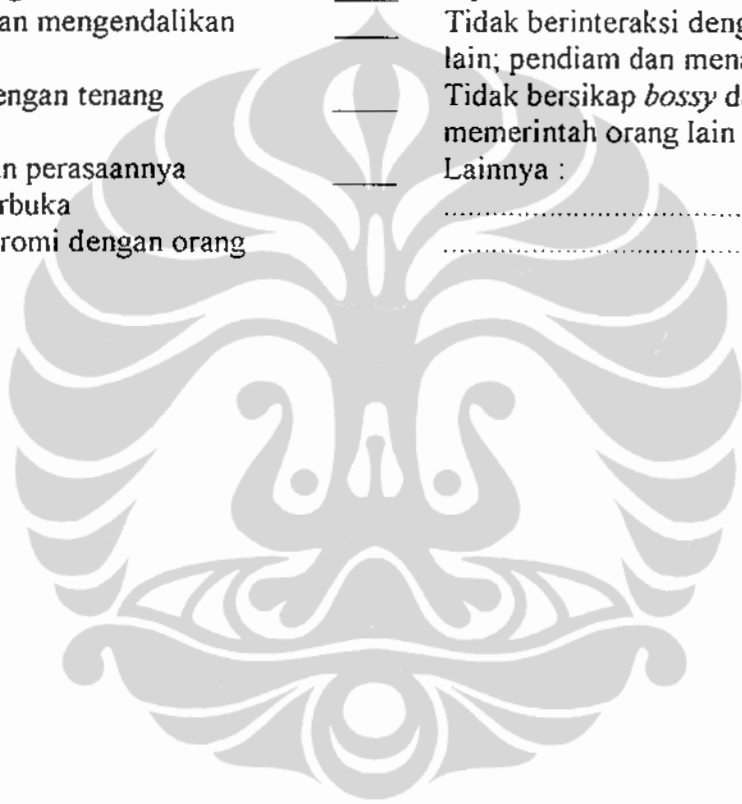 an mengendalikan
engan tenang
n perasaannya
rbuka
romi dengan orang
Tidak berinteraksi deng
lain; pendiam dan mena
Tidak bersikap bossy da
memerintah orang lain
Lainnya :